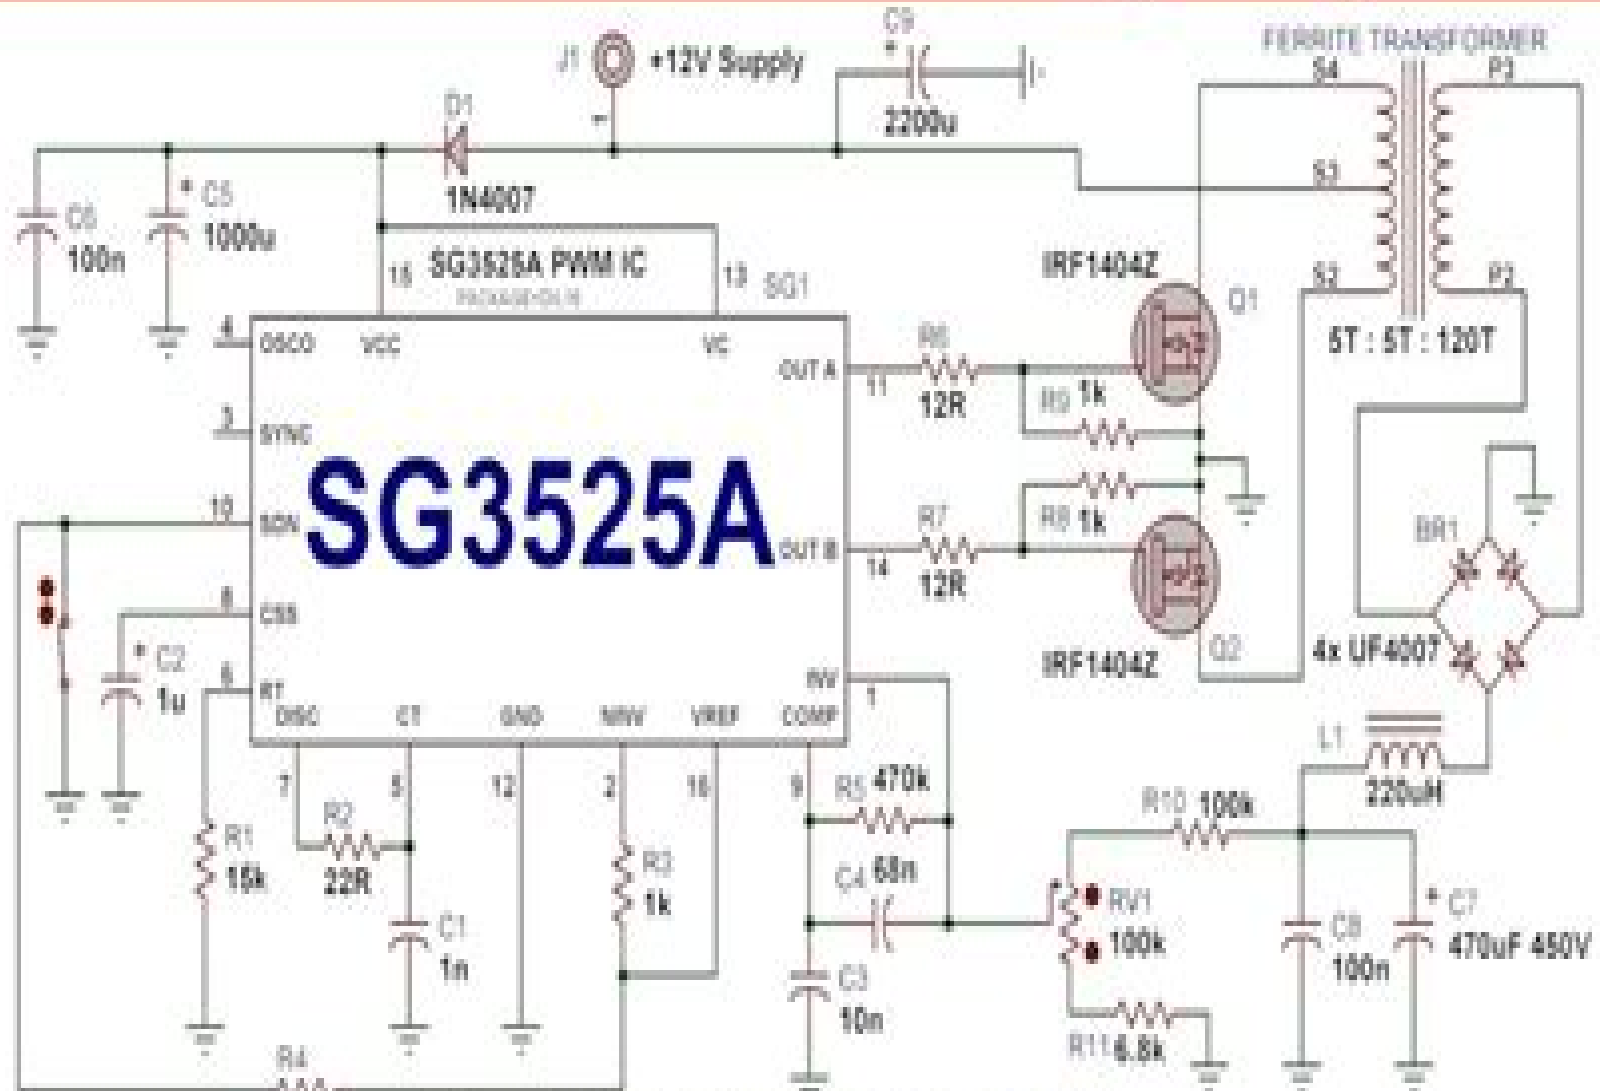 C9
FERRITE TRANSFORMER
J1 +12V Supply
S4 P3
2200u
D1
1N4007
C6
100n
C5
1000u
S3
15 SG3525A PWM IC 13 SG1
IRF1404Z
S2 P2
Q1
5T : 5T : 120T
4 OSCO VCC VC
OUT A 11
R6
12R
R9 1k
3 SYNC
SG3525A
10 SDN
R8 1k
OUT B 14
R7
12R
BR1
8 CSS
C2
1u
IRF1404Z
Q2
4x UF4007
6 RT
INV 1
DISC CT GND NINV VREF COMP
7 5 12 2 16 9
L1
220uH
R5 470k
R10 100k
R1
15k
R2
22R
R3
1k
C4 68n
C1
1n
RV1
100k
C8
100n
C7
470uF 450V
C3
10n
R11 6.8k
R4